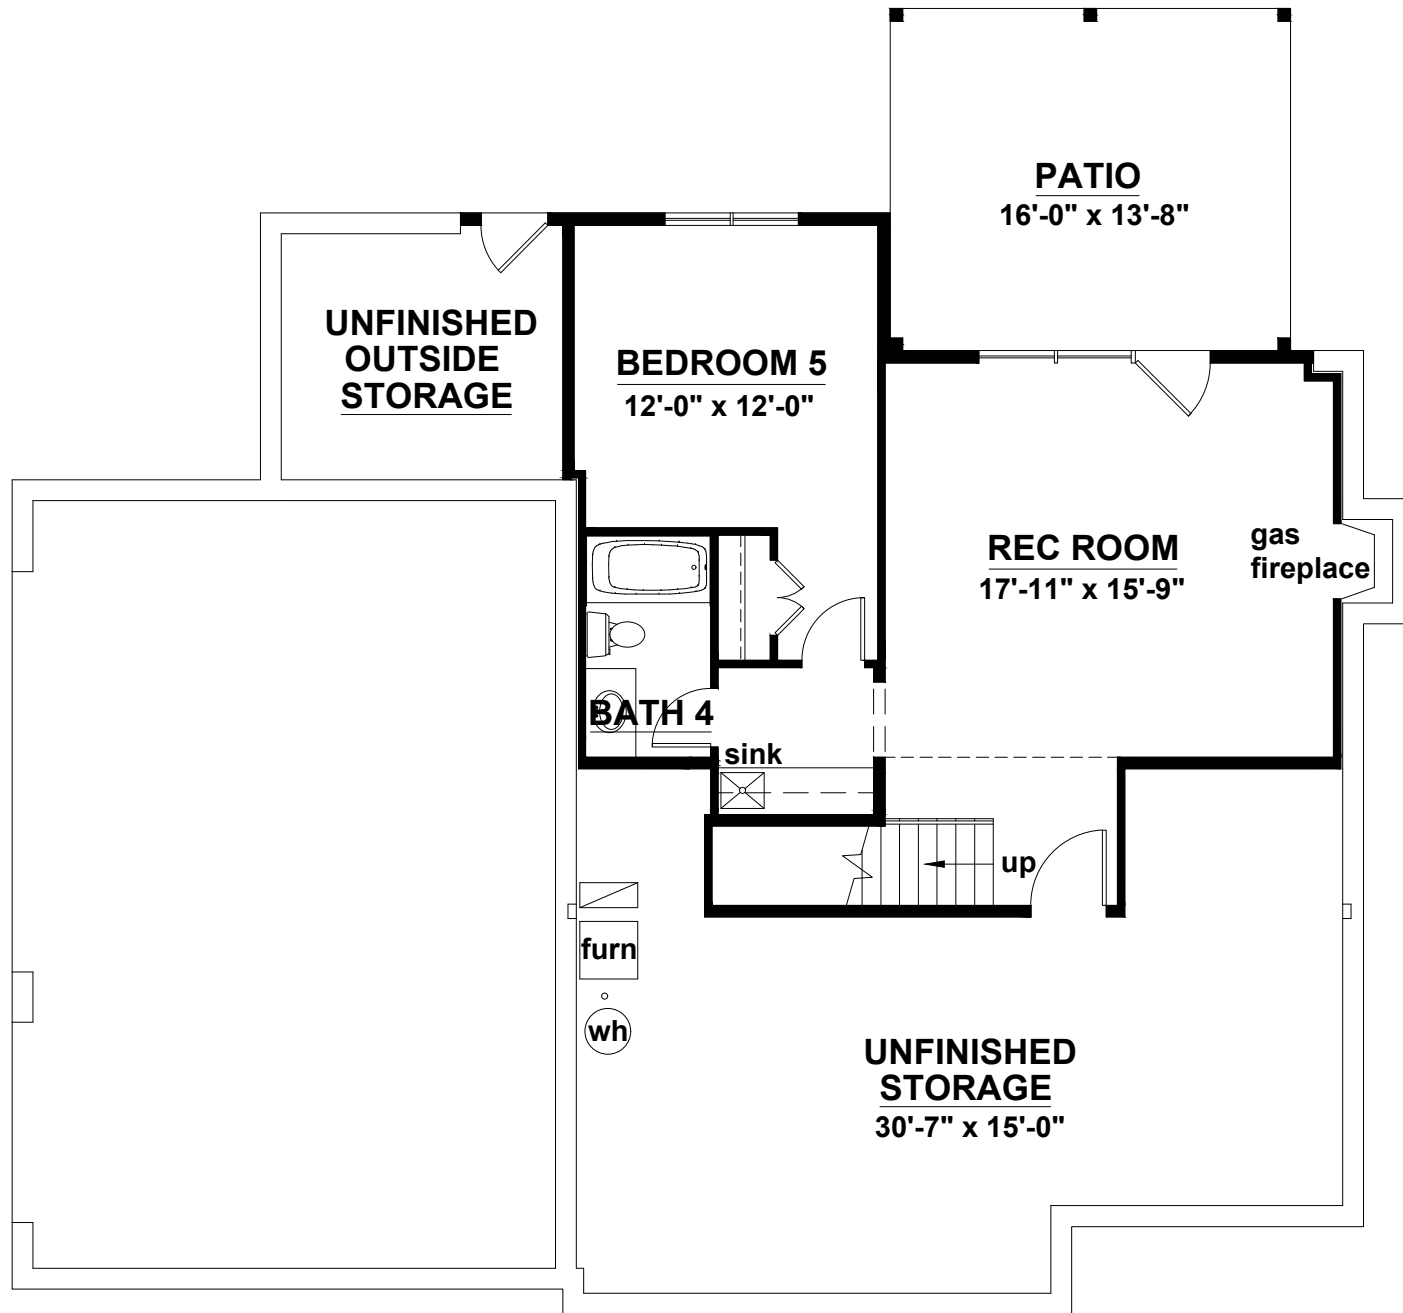 PATIO
16'-0" x 13'-8"
UNFINISHED
OUTSIDE
STORAGE
BEDROOM 5
12'-0" x 12'-0"
REC ROOM
17'-11" x 15'-9"
gas
fireplace
BATH 4
sink
up
furn
wh
UNFINISHED
STORAGE
30'-7" x 15'-0"